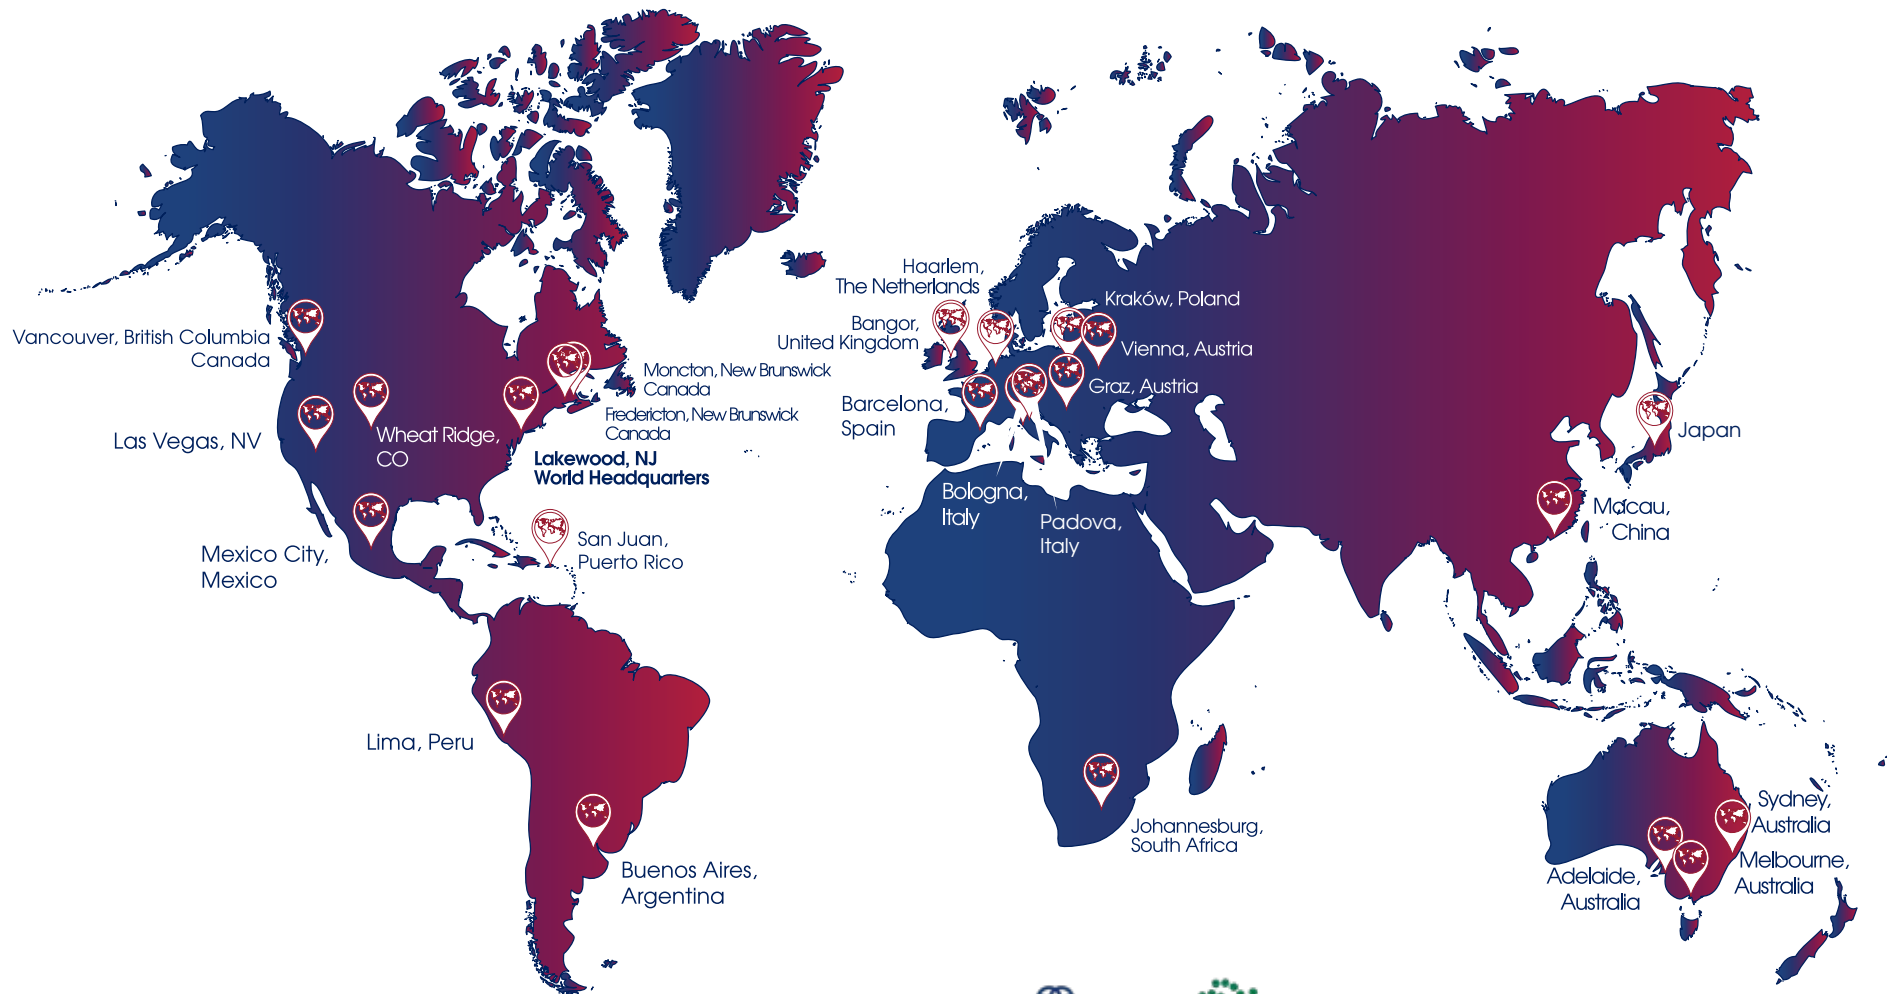 Vancouver, British Columbia
Canada
Las Vegas, NV
Wheat Ridge,
CO
Moncton, New Brunswick
Canada
Fredericton, New Brunswick
Canada
Lakewood, NJ
World Headquarters
Mexico City,
Mexico
San Juan,
Puerto Rico
Lima, Peru
Buenos Aires,
Argentina
Haarlem,
The Netherlands
Bangor,
United Kingdom
Kraków, Poland
Vienna, Austria
Graz, Austria
Barcelona,
Spain
Bologna,
Italy
Padova,
Italy
Johannesburg,
South Africa
Japan
Macau,
China
Sydney,
Australia
Melbourne,
Australia
Adelaide,
Australia